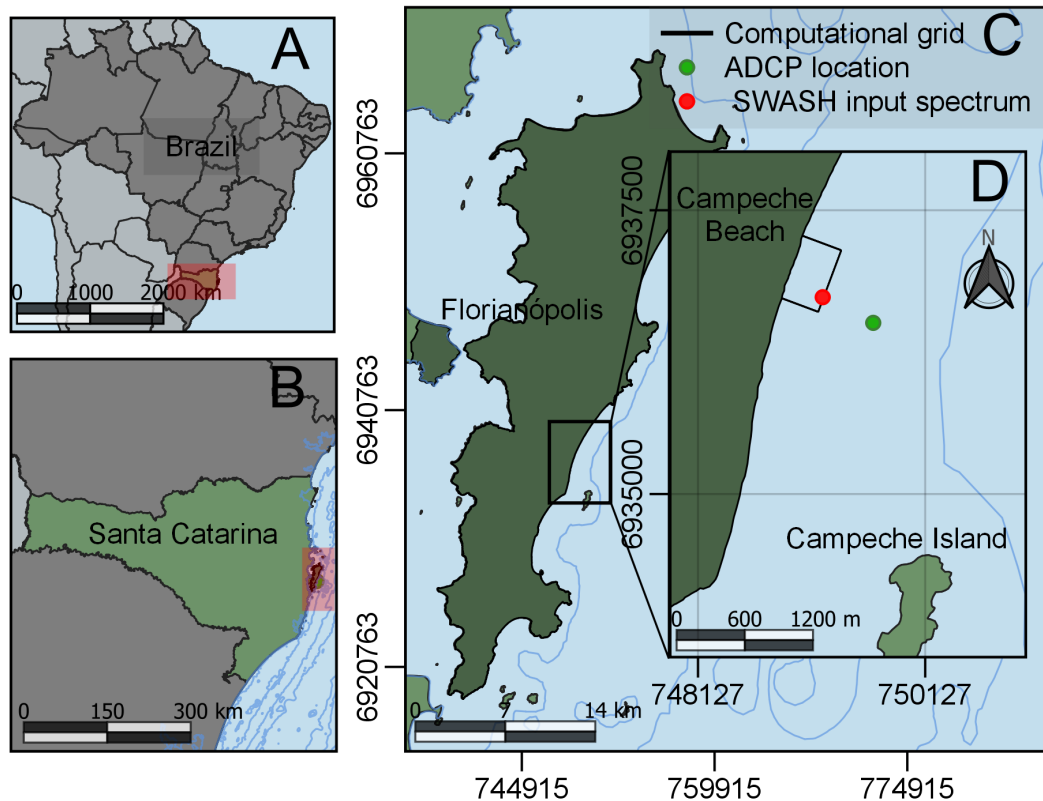 A
Brazil
0 1000 2000 km
B
Santa Catarina
0 150 300 km
C
Computational grid
ADCP location
SWASH input spectrum
6960763
6940763
6920763
Florianópolis
0 14 km
744915 759915 774915
D
Campeche
Beach
N
6937500
6935000
Campeche Island
0 600 1200 m
748127 750127